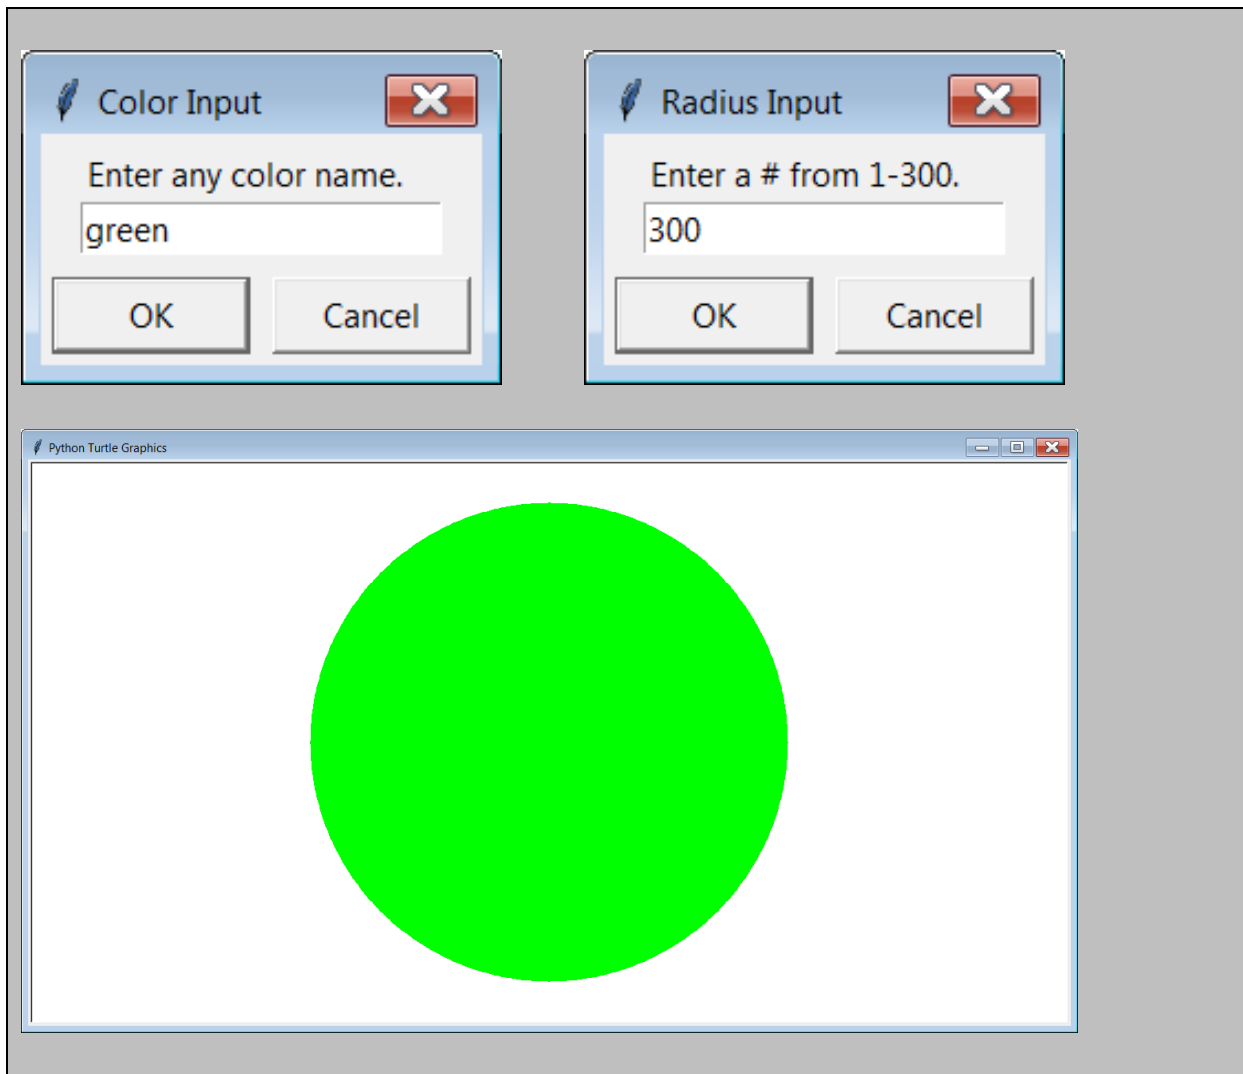 Color Input
Enter any color name.
green
OK
Cancel
Radius Input
Enter a # from 1-300.
300
OK
Cancel
Python Turtle Graphics